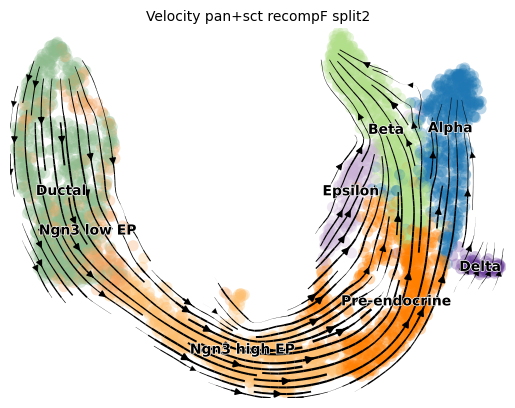 Velocity pan+sct recompF split2
Beta
Alpha
Ductal
Epsilon
Ngn3 low EP
Delta
Pre-endocrine
Ngn3 high EP